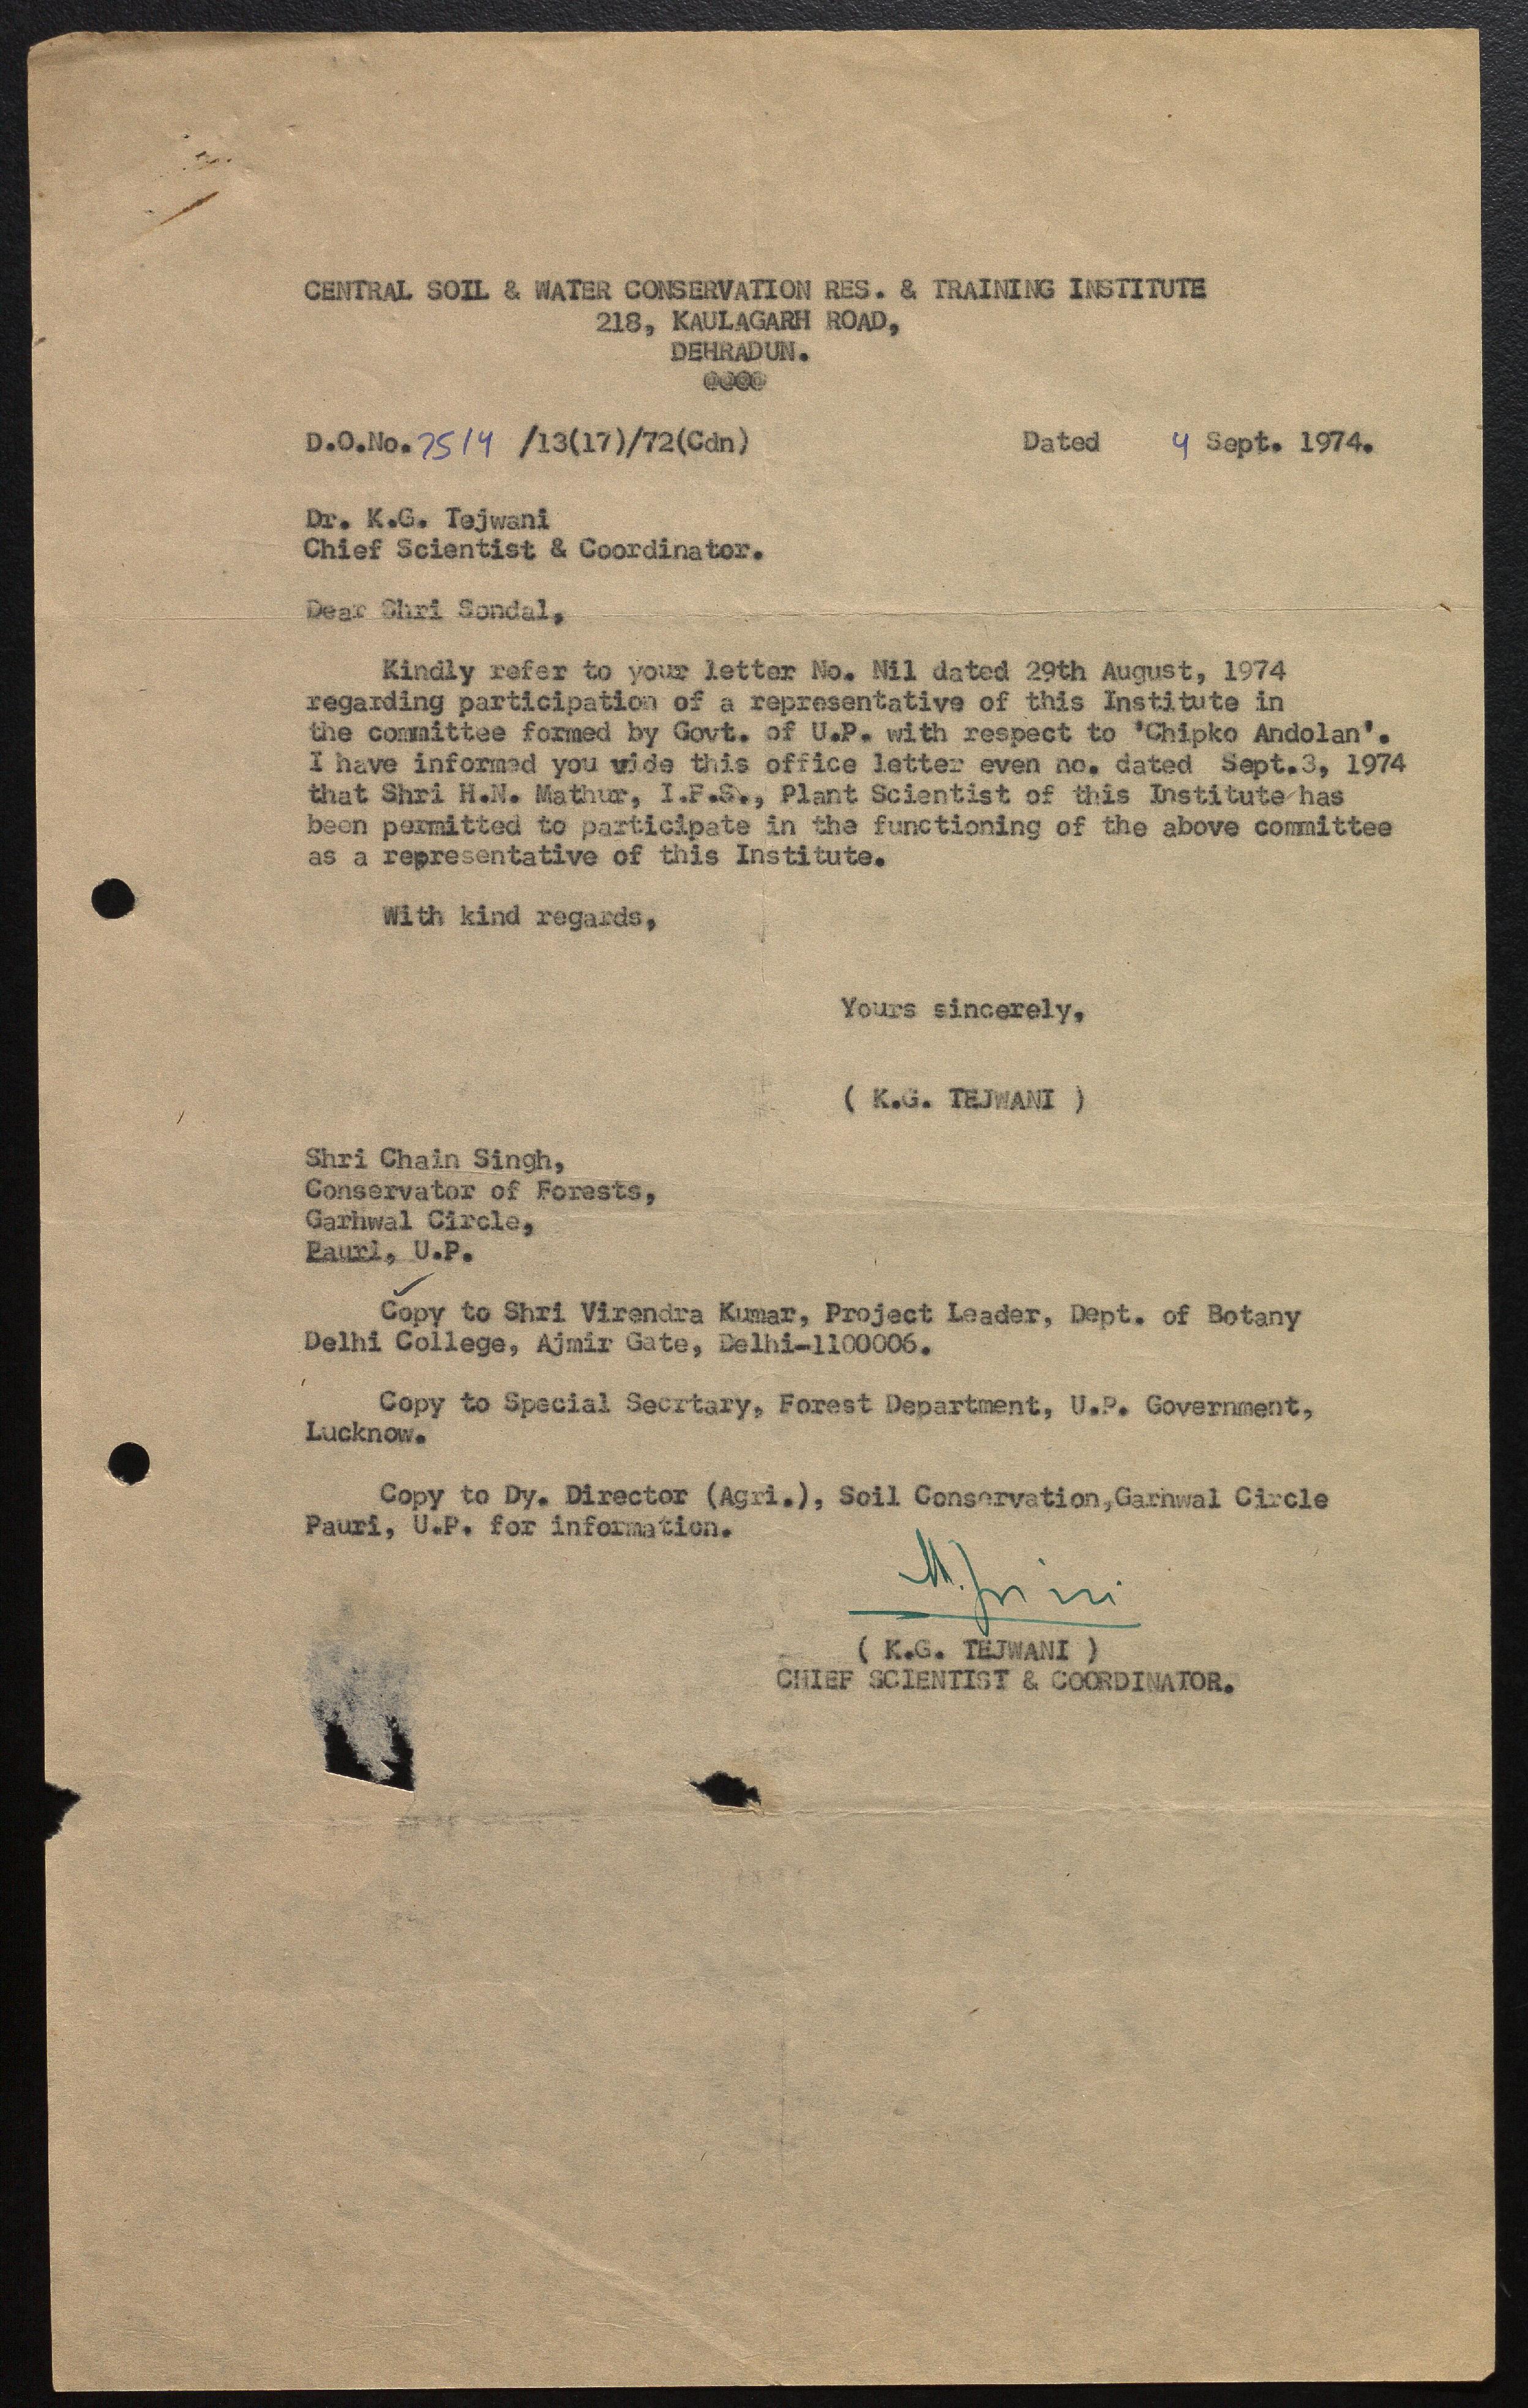 CENTRAL SOIL & WATER CONSERVATION RES. & TRAINING INSTITUTE
218, KAULAGARH ROAD,
DEHRADUN.
@@@@
D.O.No. 7514 /13(17)/72(Cdn) Dated 4 Sept. 1974.
Dr. K.G. Tejwani
Chief Scientist & Coordinator.
Dear Shri Sondal,
Kindly refer to your letter No. Nil dated 29th August, 1974
regarding participation of a representative of this Institute in
the committee formed by Govt. of U.P. with respect to 'Chipko Andolan'.
I have informed you vide this office letter even no. dated Sept.3, 1974
that Shri H.N. Mathur, I.F.S., Plant Scientist of this Institute has
been permitted to participate in the functioning of the above committee
as a representative of this Institute.
With kind regards,
Yours sincerely,
( K.G. TEJWANI )
Shri Chain Singh,
Conservator of Forests,
Garhwal Circle,
Pauri, U.P.
Copy to Shri Virendra Kumar, Project Leader, Dept. of Botany
Delhi College, Ajmir Gate, Delhi-1100006.
Copy to Special Secrtary, Forest Department, U.P. Government,
Lucknow.
Copy to Dy. Director (Agri.), Soil Conservation,Garhwal Circle
Pauri, U.P. for information.
( K.G. TEJWANI )
CHIEF SCIENTIST & COORDINATOR.